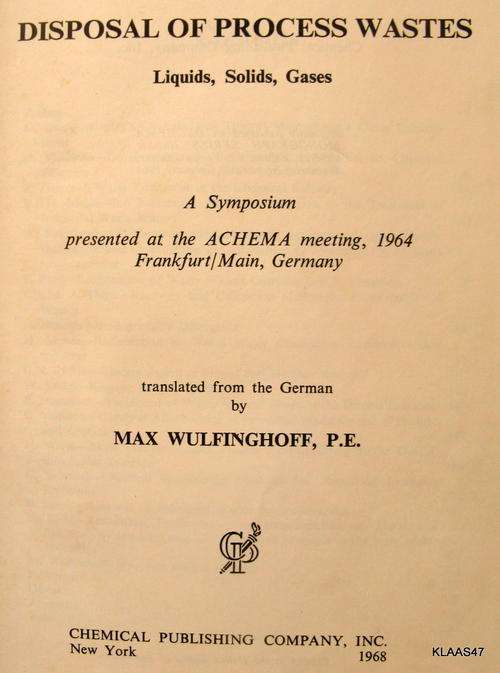 DISPOSAL OF PROCESS WASTES
Liquids, Solids, Gases
A Symposium
presented at the ACHEMA meeting, 1964
Frankfurt/Main, Germany
translated from the German
by
MAX WULFINGHOFF, P.E.
CHEMICAL PUBLISHING COMPANY, INC.
New York 1968
KLAAS47